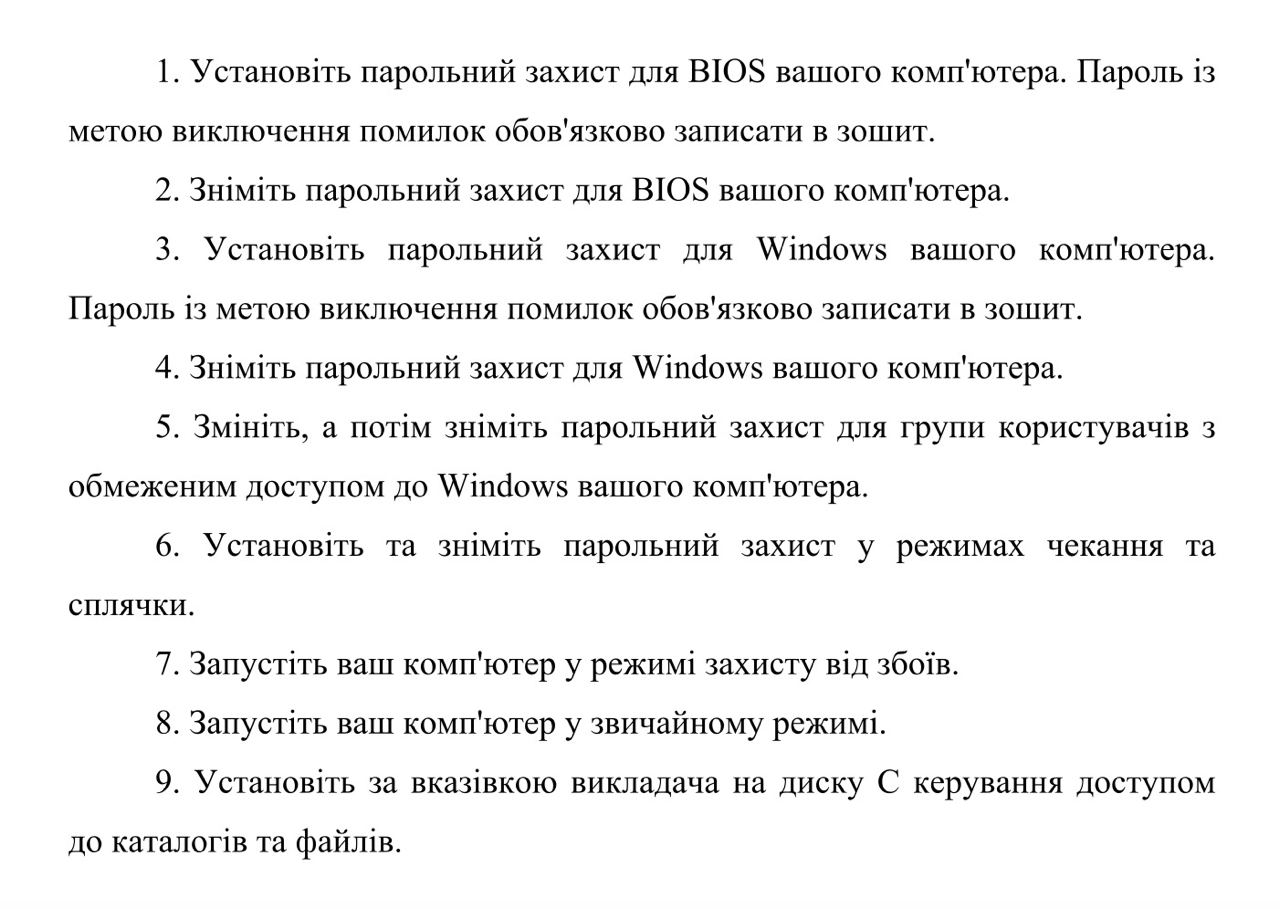 1. Установіть парольний захист для BIOS вашого комп'ютера. Пароль із
метою виключення помилок обов'язково записати в зошит.
2. Зніміть парольний захист для BIOS вашого комп'ютера.
3. Установіть парольний захист для Windows вашого комп'ютера.
Пароль із метою виключення помилок обов'язково записати в зошит.
4. Зніміть парольний захист для Windows вашого комп'ютера.
5. Змініть, а потім зніміть парольний захист для групи користувачів з
обмеженим доступом до Windows вашого комп'ютера.
6. Установіть та зніміть парольний захист у режимах чекання та
сплячки.
7. Запустіть ваш комп'ютер у режимі захисту від збоїв.
8. Запустіть ваш комп'ютер у звичайному режимі.
9. Установіть за вказівкою викладача на диску С керування доступом
до каталогів та файлів.